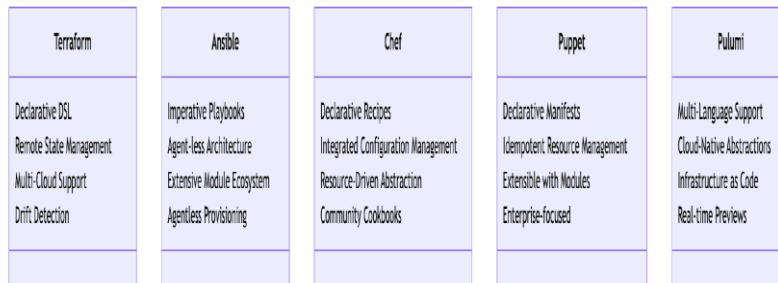 Terraform
Declarative DSL
Remote State Management
Multi-Cloud Support
Drift Detection
Ansible
Imperative Playbooks
Agent-less Architecture
Extensive Module Ecosystem
Agentless Provisioning
Chef
Declarative Recipes
Integrated Configuration Management
Resource-Driven Abstraction
Community Cookbooks
Puppet
Declarative Manifests
Idempotent Resource Management
Extensible with Modules
Enterprise-focused
Pulumi
Multi-Language Support
Cloud-Native Abstractions
Infrastructure as Code
Real-time Previews